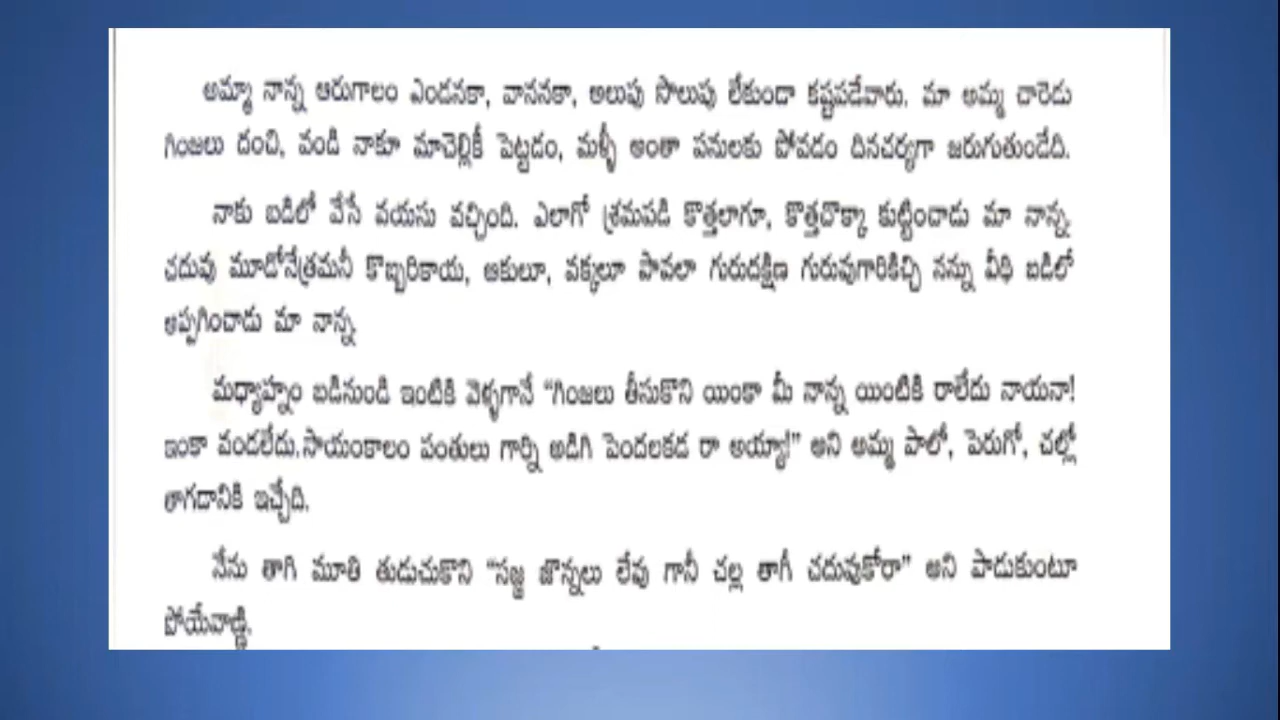 అమ్మా నాన్న ఆరుగాలం ఎండనకా, వాననకా, అలుపు సొలుపు లేకుండా కష్టపడేవారు. మా అమ్మ చారెడు
గింజలు దంచి, వండి నాకూ మాచెల్లికీ పెట్టడం, మళ్ళీ అంతా పనులకు పోవడం దినచర్యగా జరుగుతుండేది.
నాకు బడిలో వేసే వయసు వచ్చింది. ఎలాగో శ్రమపడి కొత్తలాగూ, కొత్తచొక్కా కుట్టించాడు మా నాన్న
చదువు మూడోనేత్రమనీ కొబ్బరికాయ, ఆకులూ, వక్కలూ పావలా గురుదక్షిణ గురువుగారికిచ్చి నన్ను వీధి బడిలో
అప్పగించాడు మా నాన్న
మధ్యాహ్నం బడినుండి ఇంటికి వెళ్ళగానే “గింజలు తీసుకొని యింకా మీ నాన్న యింటికి రాలేదు నాయనా!
ఇంకా వండలేదు.సాయంకాలం పంతులు గార్ని అడిగి పెందలకడ రా అయ్యా!” అని అమ్మ పాలో, పెరుగో, చల్లో
తాగడానికి ఇచ్చేది.
నేను తాగి మూతి తుడుచుకొని “సజ్జ జొన్నలు లేవు గానీ చల్ల తాగీ చదువుకోరా” అని పాడుకుంటూ
పోయేవాణ్ణి.